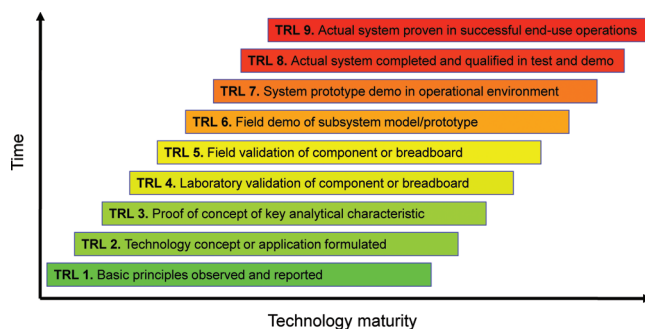 TRL 9. Actual system proven in successful end-use operations
TRL 8. Actual system completed and qualified in test and demo
TRL 7. System prototype demo in operational environment
TRL 6. Field demo of subsystem model/prototype
TRL 5. Field validation of component or breadboard
TRL 4. Laboratory validation of component or breadboard
TRL 3. Proof of concept of key analytical characteristic
TRL 2. Technology concept or application formulated
TRL 1. Basic principles observed and reported
Time
Technology maturity